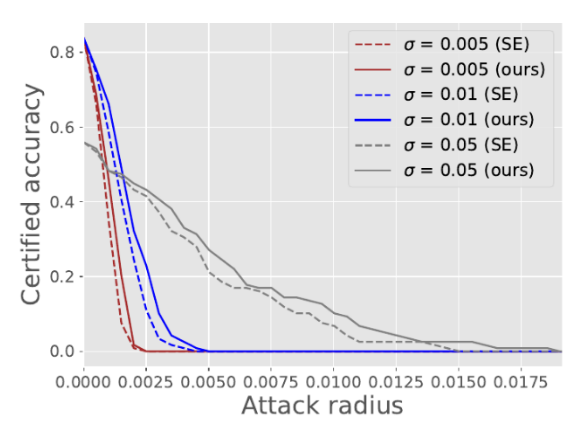 σ = 0.005 (SE)
σ = 0.005 (ours)
σ = 0.01 (SE)
σ = 0.01 (ours)
σ = 0.05 (SE)
σ = 0.05 (ours)
Certified accuracy
0.8
0.6
0.4
0.2
0.0
0.0000 0.0025 0.0050 0.0075 0.0100 0.0125 0.0150 0.0175
Attack radius